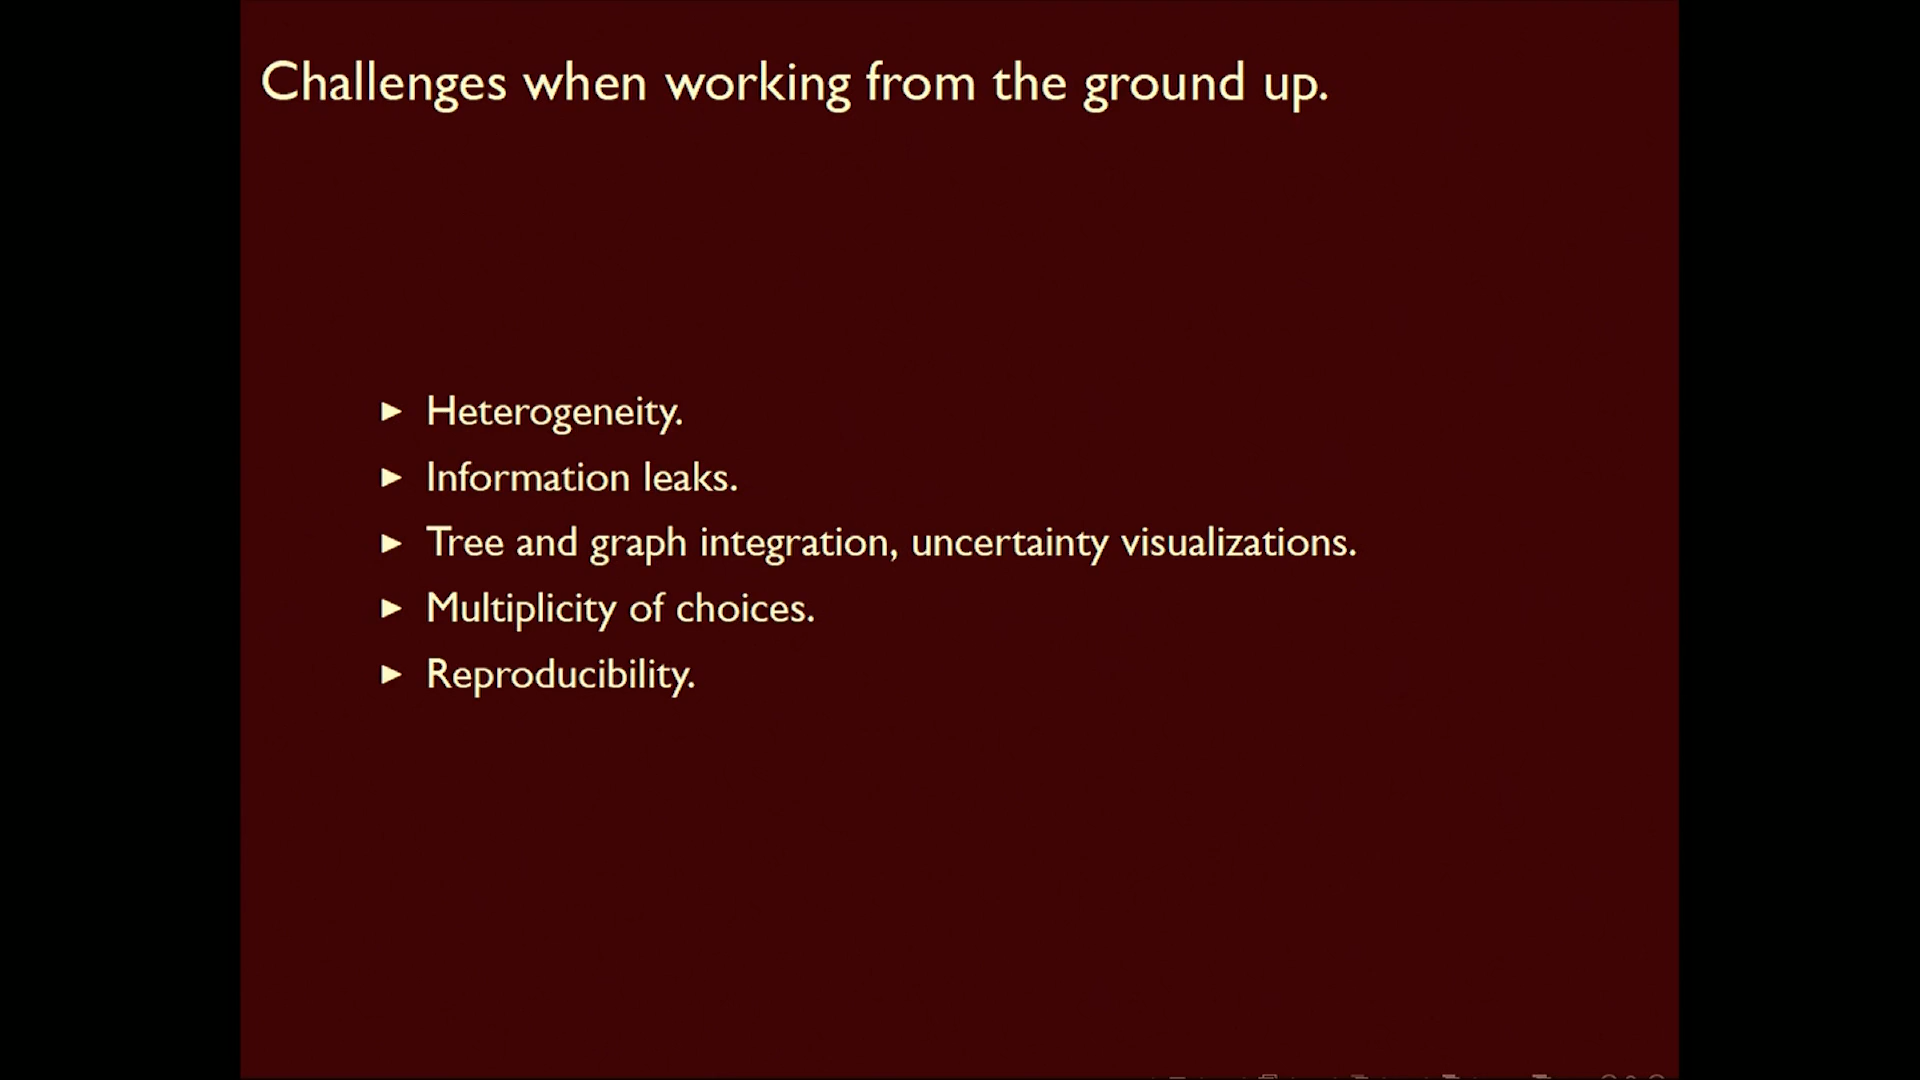 Challenges when working from the ground up.
► Heterogeneity.
► Information leaks.
► Tree and graph integration, uncertainty visualizations.
► Multiplicity of choices.
► Reproducibility.